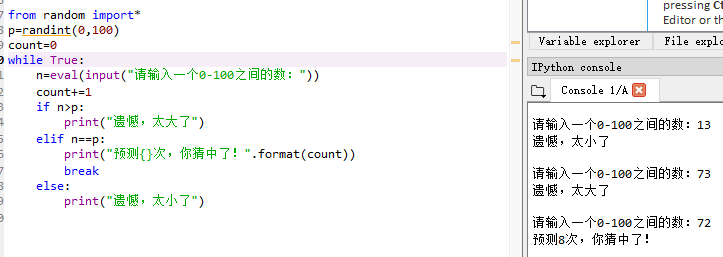 from random import*
p=randint(0,100)
count=0
while True:
n=eval(input("请输入一个0-100之间的数："))
count+=1
if n>p:
print("遗憾，太大了")
elif n==p:
print("预测{}次，你猜中了！".format(count))
break
else:
print("遗憾，太小了")
pressing Ct
Editor or th
Variable explorer
File expl
IPython console
Console 1/A
请输入一个0-100之间的数：13
遗憾，太小了
请输入一个0-100之间的数：73
遗憾，太大了
请输入一个0-100之间的数：72
预测8次，你猜中了！